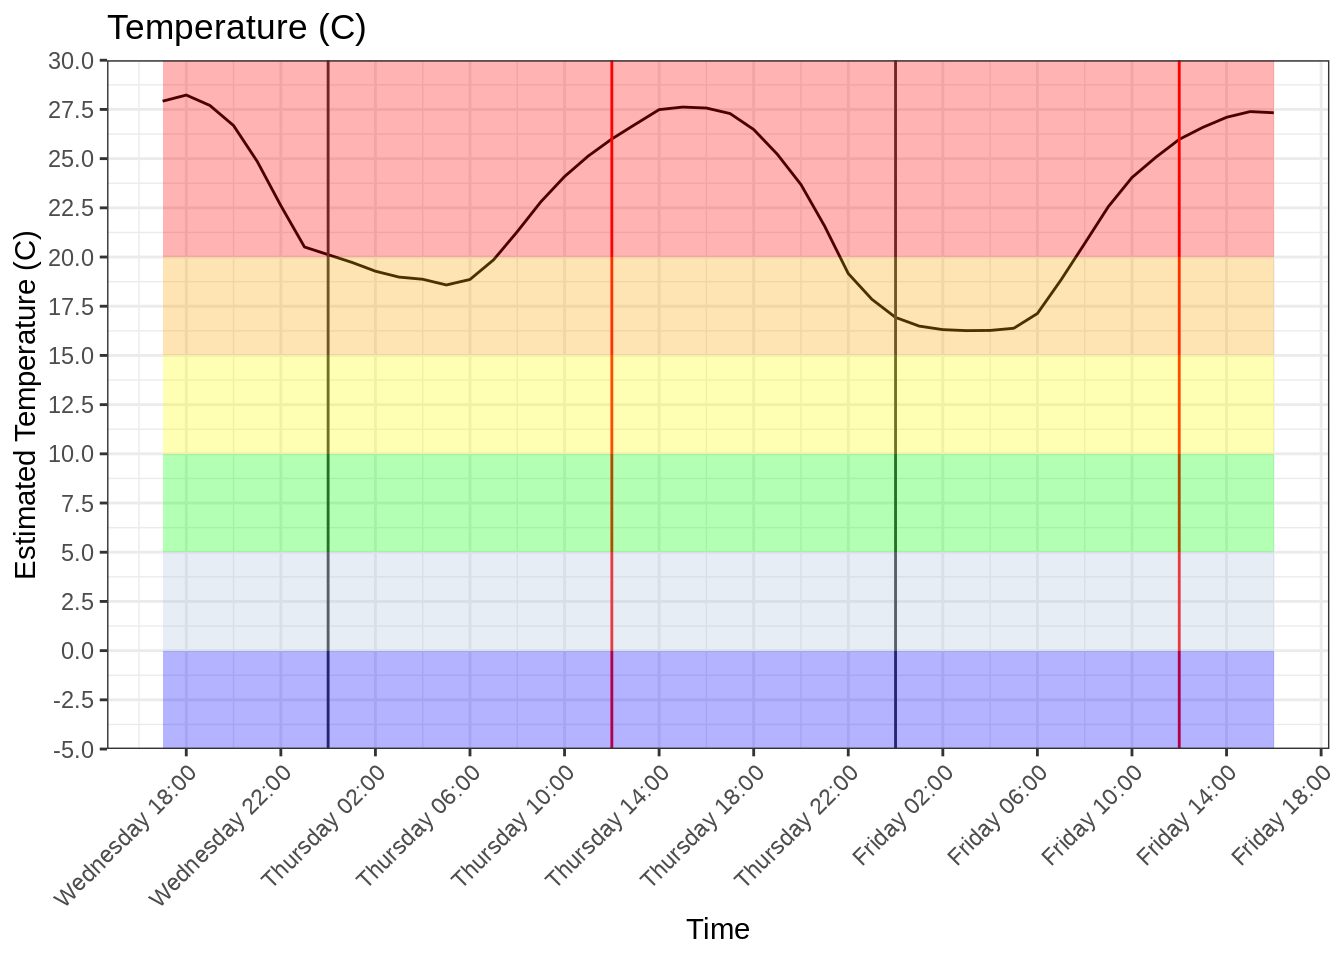 Temperature (C)
Estimated Temperature (C)
30.0
27.5
25.0
22.5
20.0
17.5
15.0
12.5
10.0
7.5
5.0
2.5
0.0
-2.5
-5.0
Wednesday 18:00
Wednesday 22:00
Thursday 02:00
Thursday 06:00
Thursday 10:00
Thursday 14:00
Thursday 18:00
Thursday 22:00
Friday 02:00
Friday 06:00
Friday 10:00
Friday 14:00
Friday 18:00
Time